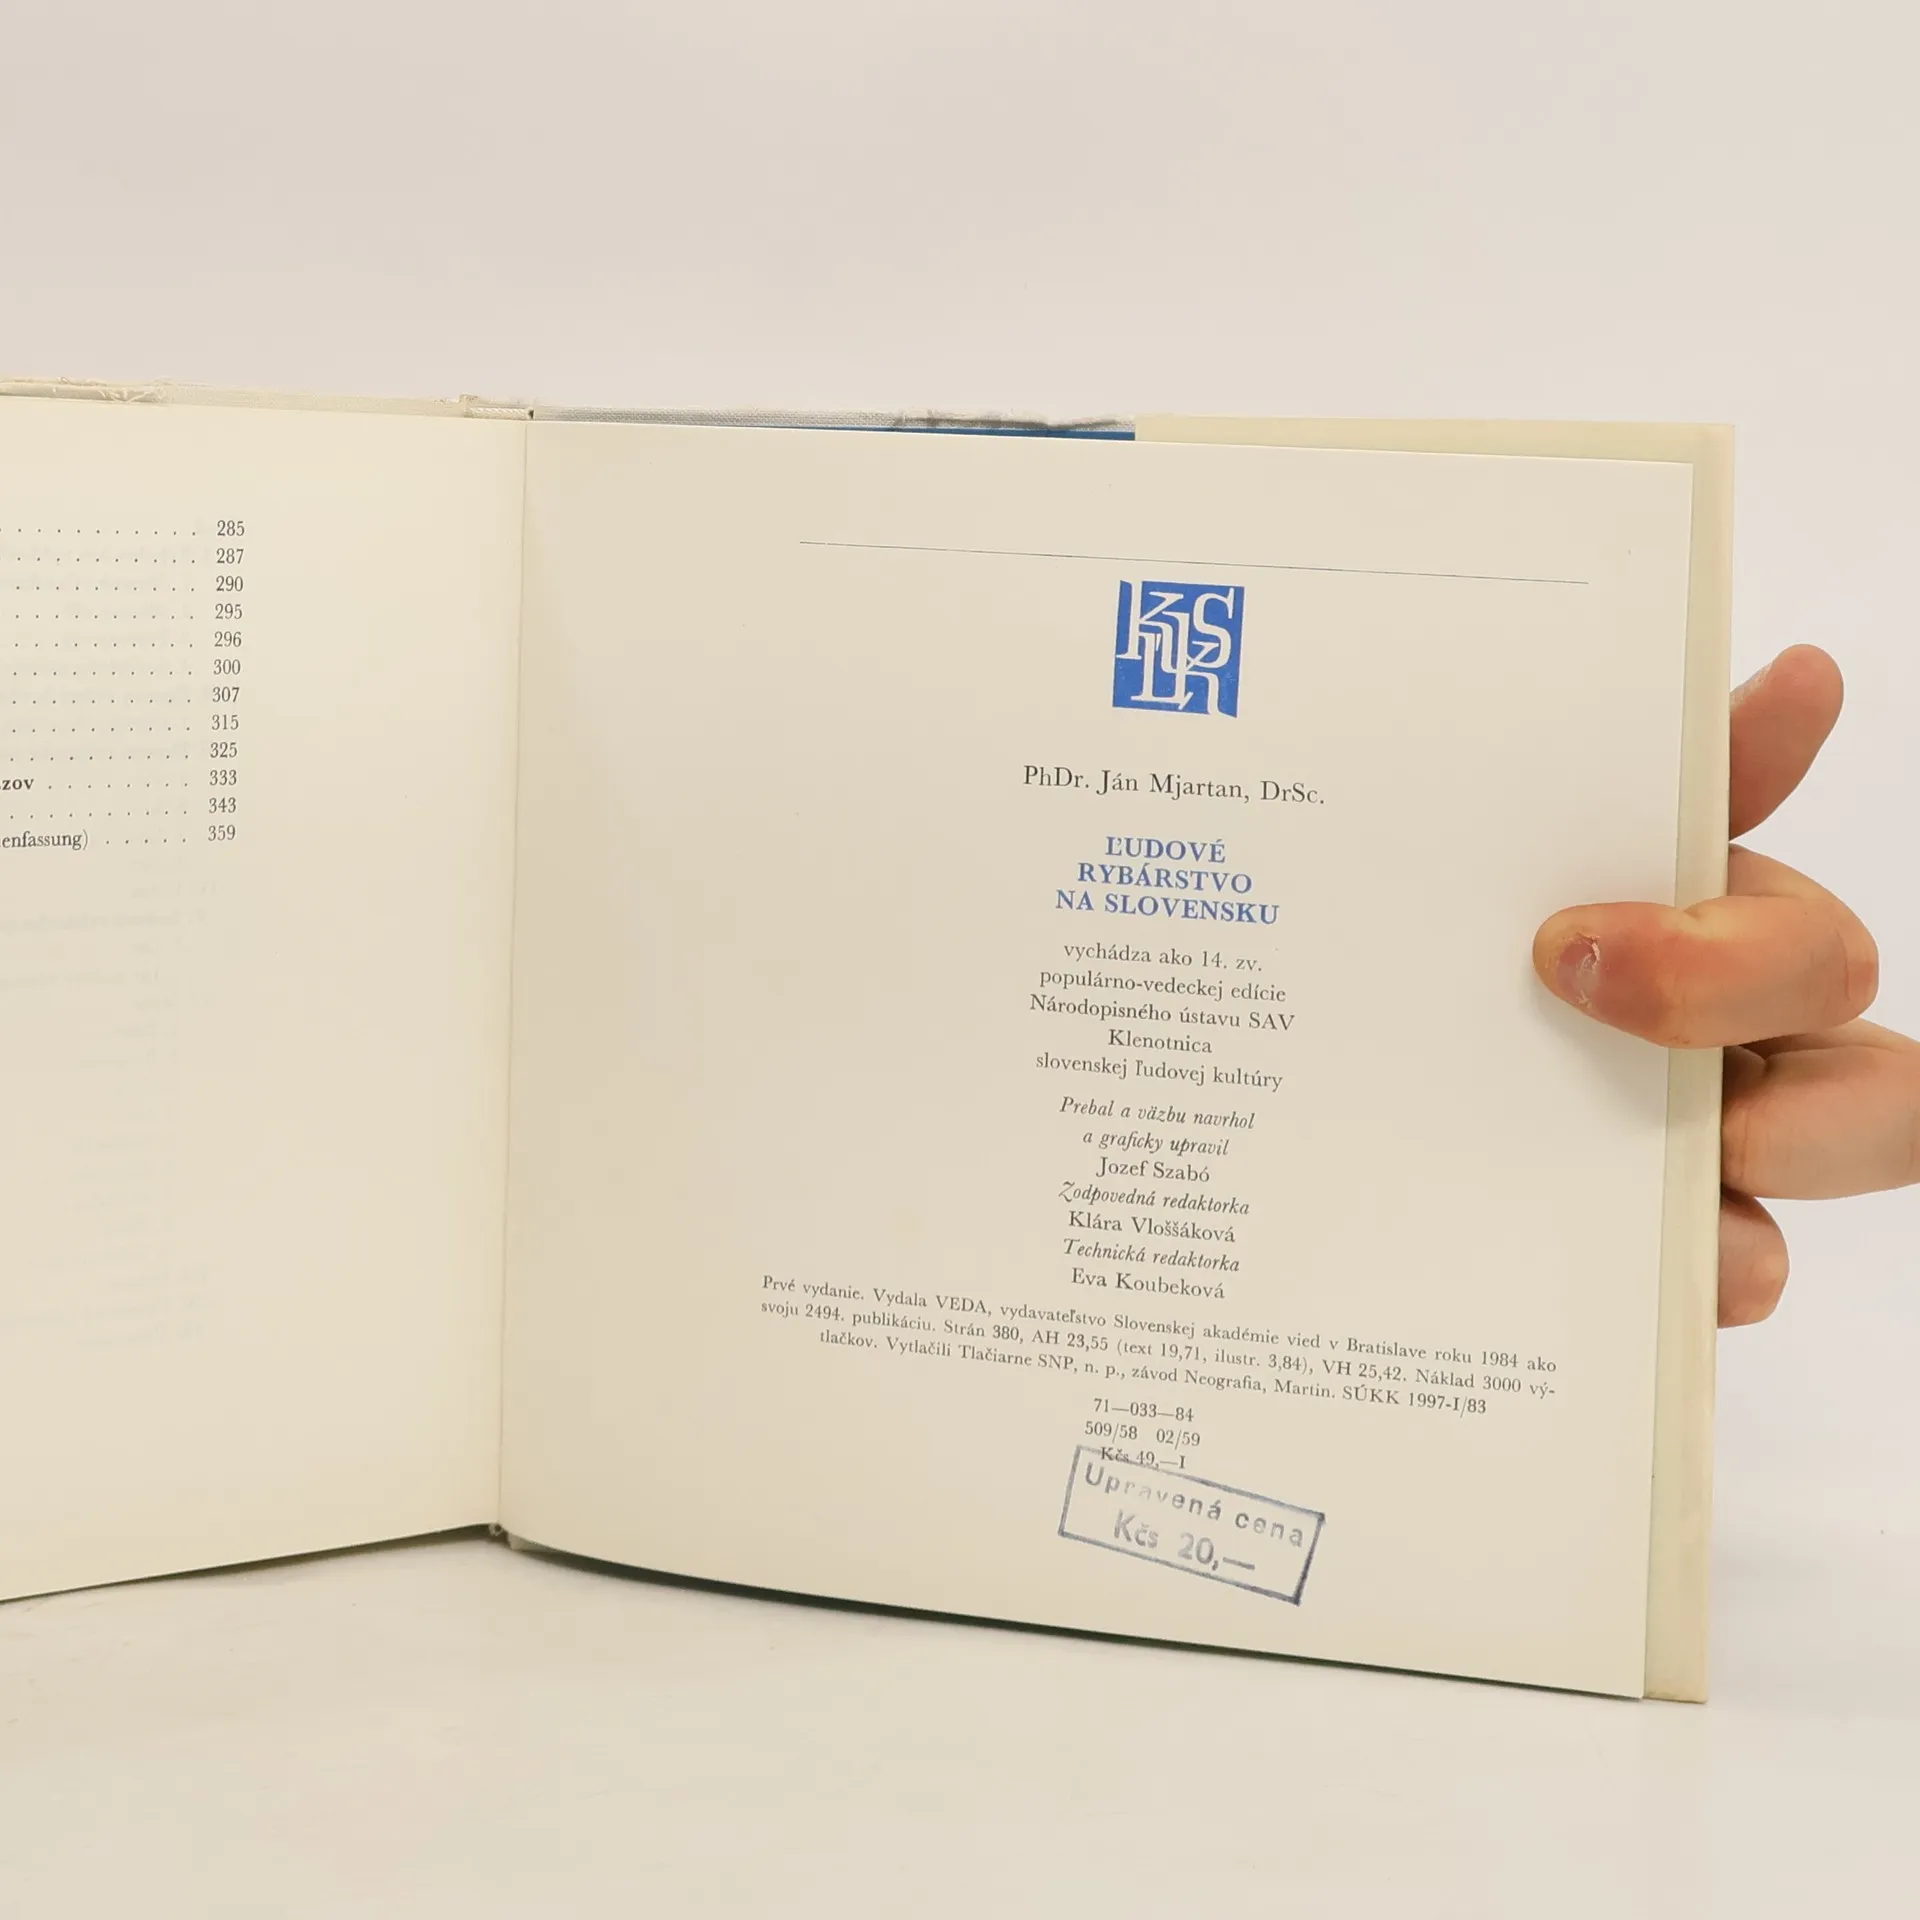 . . . . . . . . . . . 285
. . . . . . . . . . . 287
. . . . . . . . . . . 290
. . . . . . . . . . . 295
. . . . . . . . . . . 296
. . . . . . . . . . . 300
. . . . . . . . . . . 307
. . . . . . . . . . . 315
. . . . . . . . . . . 325
zov . . . . . . . . 333
. . . . . . . . . . . 343
enfassung) . . . . . 359
KĽSK
PhDr. Ján Mjartan, DrSc.
ĽUDOVÉ
RYBÁRSTVO
NA SLOVENSKU
vychádza ako 14. zv.
populárno-vedeckej edície
Národopisného ústavu SAV
Klenotnica
slovenskej ľudovej kultúry
Prebal a väzbu navrhol
a graficky upravil
Jozef Szabó
Zodpovedná redaktorka
Klára Vloššáková
Technická redaktorka
Eva Koubeková
Prvé vydanie. Vydala VEDA, vydavateľstvo Slovenskej akadémie vied v Bratislave roku 1984 ako
svoju 2494. publikáciu. Strán 380, AH 23,55 (text 19,71, ilustr. 3,84), VH 25,42. Náklad 3000 vý-
tlačkov. Vytlačili Tlačiarne SNP, n. p., závod Neografia, Martin. SÚKK 1997-I/83
71—033—84
509/58 02/59
Kčs 49,—I
Upravená cena
Kčs 20,—